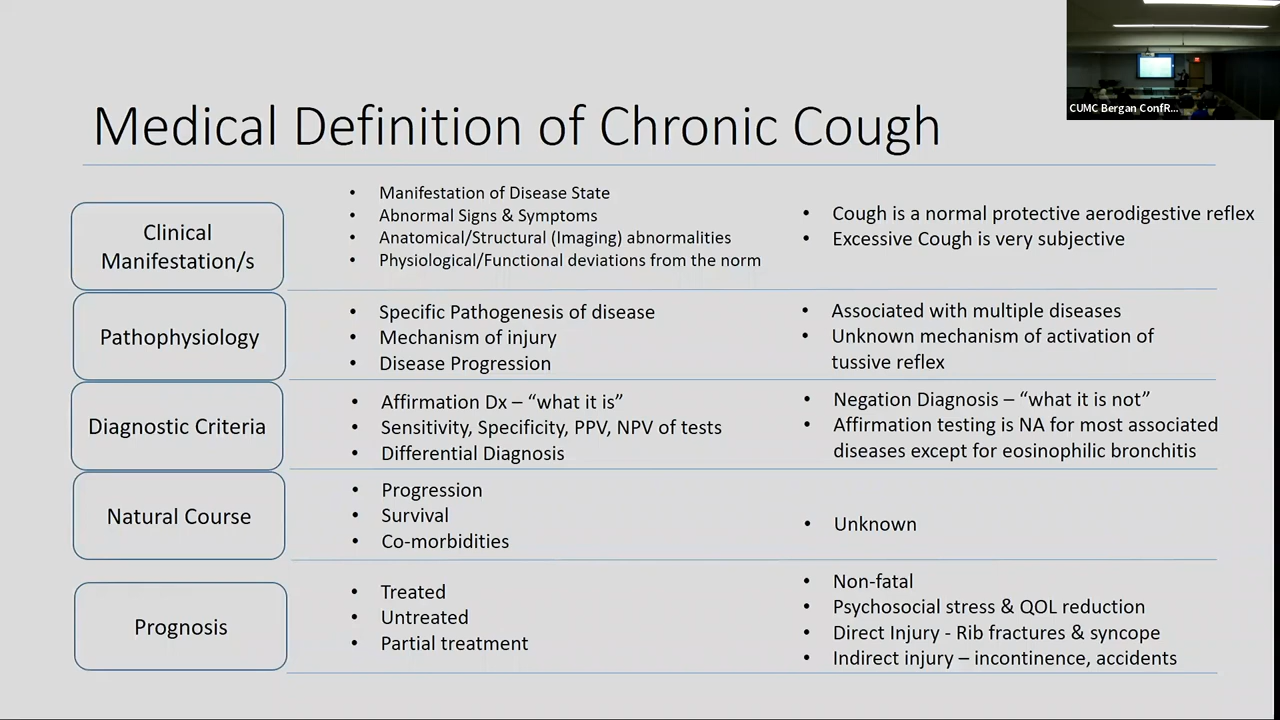 CUMC Bergan ConfR...
Medical Definition of Chronic Cough
Clinical
Manifestation/s
• Manifestation of Disease State
• Abnormal Signs & Symptoms
• Anatomical/Structural (Imaging) abnormalities
• Physiological/Functional deviations from the norm
• Cough is a normal protective aerodigestive reflex
• Excessive Cough is very subjective
Pathophysiology
• Specific Pathogenesis of disease
• Mechanism of injury
• Disease Progression
• Associated with multiple diseases
• Unknown mechanism of activation of
tussive reflex
Diagnostic Criteria
• Affirmation Dx – “what it is”
• Sensitivity, Specificity, PPV, NPV of tests
• Differential Diagnosis
• Negation Diagnosis – “what it is not”
• Affirmation testing is NA for most associated
diseases except for eosinophilic bronchitis
Natural Course
• Progression
• Survival
• Co-morbidities
• Unknown
Prognosis
• Treated
• Untreated
• Partial treatment
• Non-fatal
• Psychosocial stress & QOL reduction
• Direct Injury - Rib fractures & syncope
• Indirect injury – incontinence, accidents